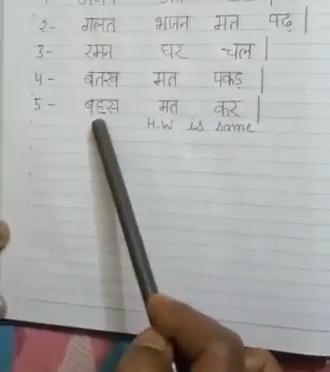 2- गलत भजन मत पढ़ |
3- रमन घर चल |
4- बतख मत पकड़ |
5- बहस मत कर |
H.W is same